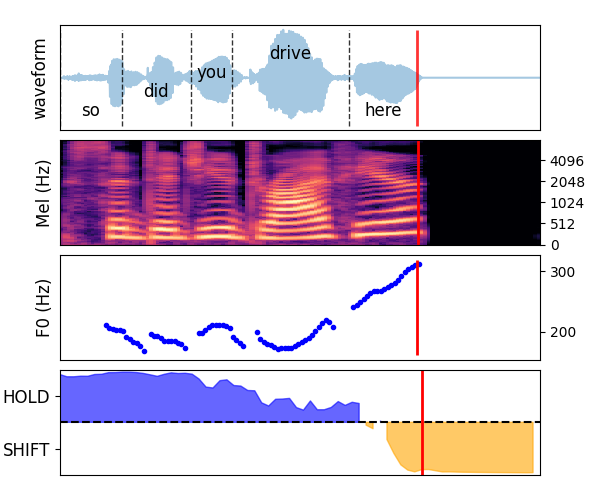 waveform
so
did
you
drive
here
Mel (Hz)
4096
2048
1024
512
0
F0 (Hz)
300
200
HOLD
SHIFT